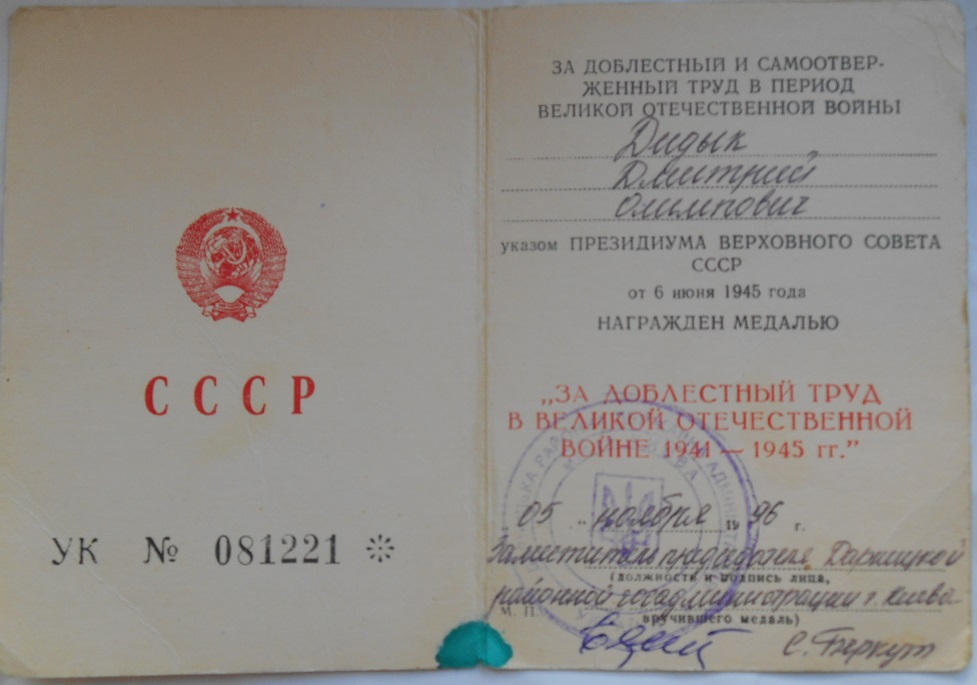 СССР
УК № 081221 ※
ЗА ДОБЛЕСТНЫЙ И САМООТВЕР-
ЖЕННЫЙ ТРУД В ПЕРИОД
ВЕЛИКОЙ ОТЕЧЕСТВЕННОЙ ВОЙНЫ
Дидык
Дмитрий
Олимпович
указом ПРЕЗИДИУМА ВЕРХОВНОГО СОВЕТА
СССР
от 6 июня 1945 года
НАГРАЖДЕН МЕДАЛЬЮ
„ЗА ДОБЛЕСТНЫЙ ТРУД
В ВЕЛИКОЙ ОТЕЧЕСТВЕННОЙ
ВОЙНЕ 1941 — 1945 гг.”
05 „ ноября 1996 г.
Заместитель председателя Дарницкой
(должность и подпись лица,
районной госадминистрации г. Киева
М. П. вручившего медаль)
С. Беркут